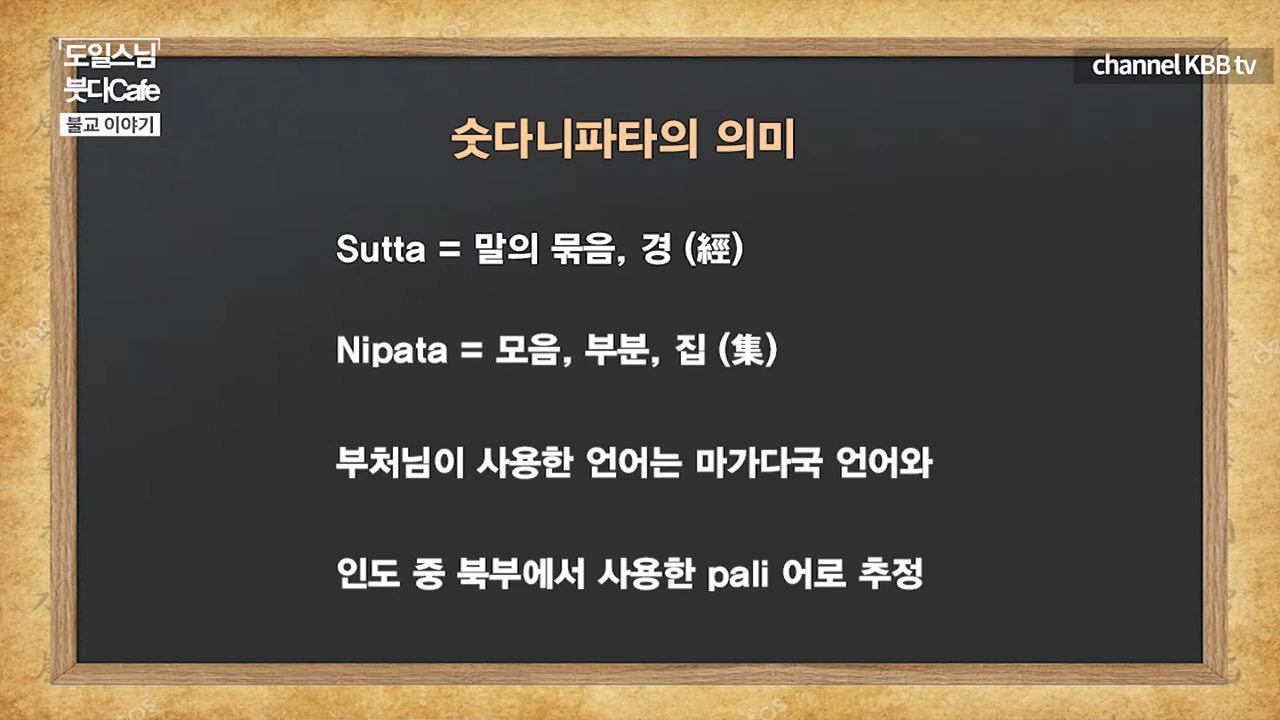 도일스님
붓다Cafe
불교 이야기
channel KBB tv
숫다니파타의 의미
Sutta = 말의 묶음, 경 (經)
Nipata = 모음, 부분, 집 (集)
부처님이 사용한 언어는 마가다국 언어와
인도 중 북부에서 사용한 pali 어로 추정